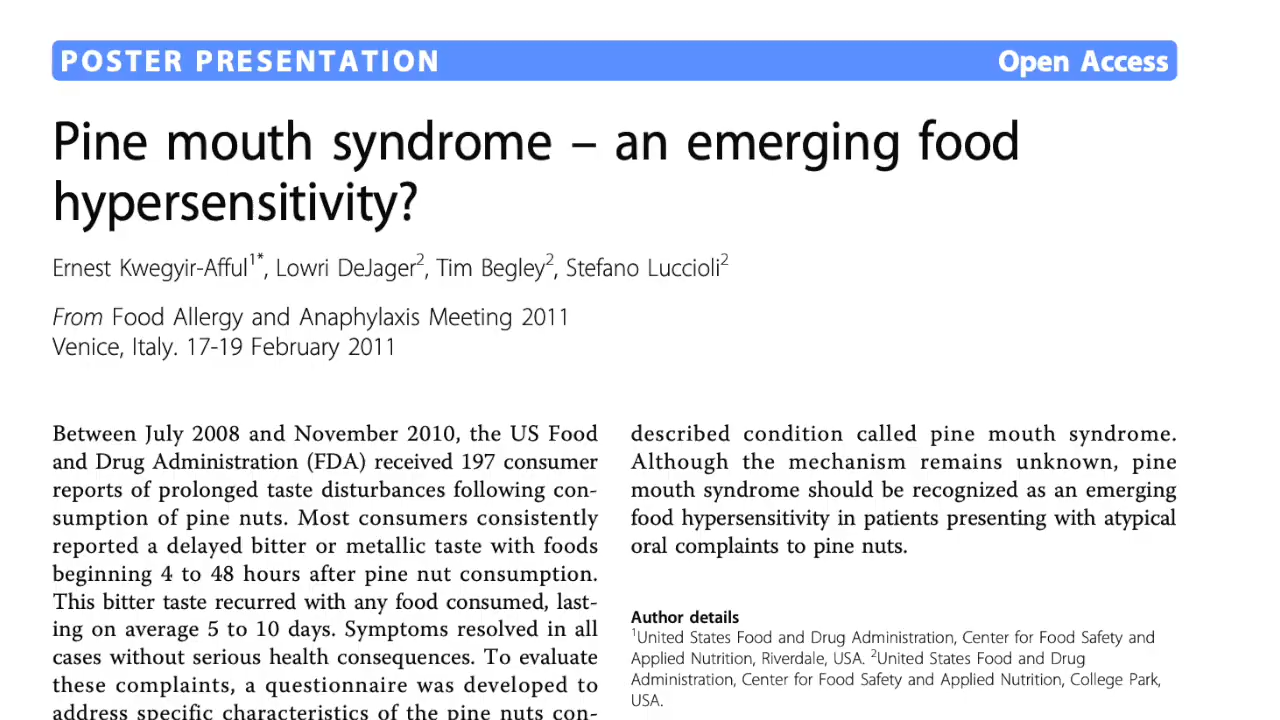 POSTER PRESENTATION
Open Access
Pine mouth syndrome – an emerging food
hypersensitivity?
Ernest Kwegyir-Afful1*, Lowri DeJager2, Tim Begley2, Stefano Luccioli2
From Food Allergy and Anaphylaxis Meeting 2011
Venice, Italy. 17-19 February 2011
Between July 2008 and November 2010, the US Food
and Drug Administration (FDA) received 197 consumer
reports of prolonged taste disturbances following con-
sumption of pine nuts. Most consumers consistently
reported a delayed bitter or metallic taste with foods
beginning 4 to 48 hours after pine nut consumption.
This bitter taste recurred with any food consumed, last-
ing on average 5 to 10 days. Symptoms resolved in all
cases without serious health consequences. To evaluate
these complaints, a questionnaire was developed to
address specific characteristics of the pine nuts con-
described condition called pine mouth syndrome.
Although the mechanism remains unknown, pine
mouth syndrome should be recognized as an emerging
food hypersensitivity in patients presenting with atypical
oral complaints to pine nuts.
Author details
1United States Food and Drug Administration, Center for Food Safety and
Applied Nutrition, Riverdale, USA. 2United States Food and Drug
Administration, Center for Food Safety and Applied Nutrition, College Park,
USA.